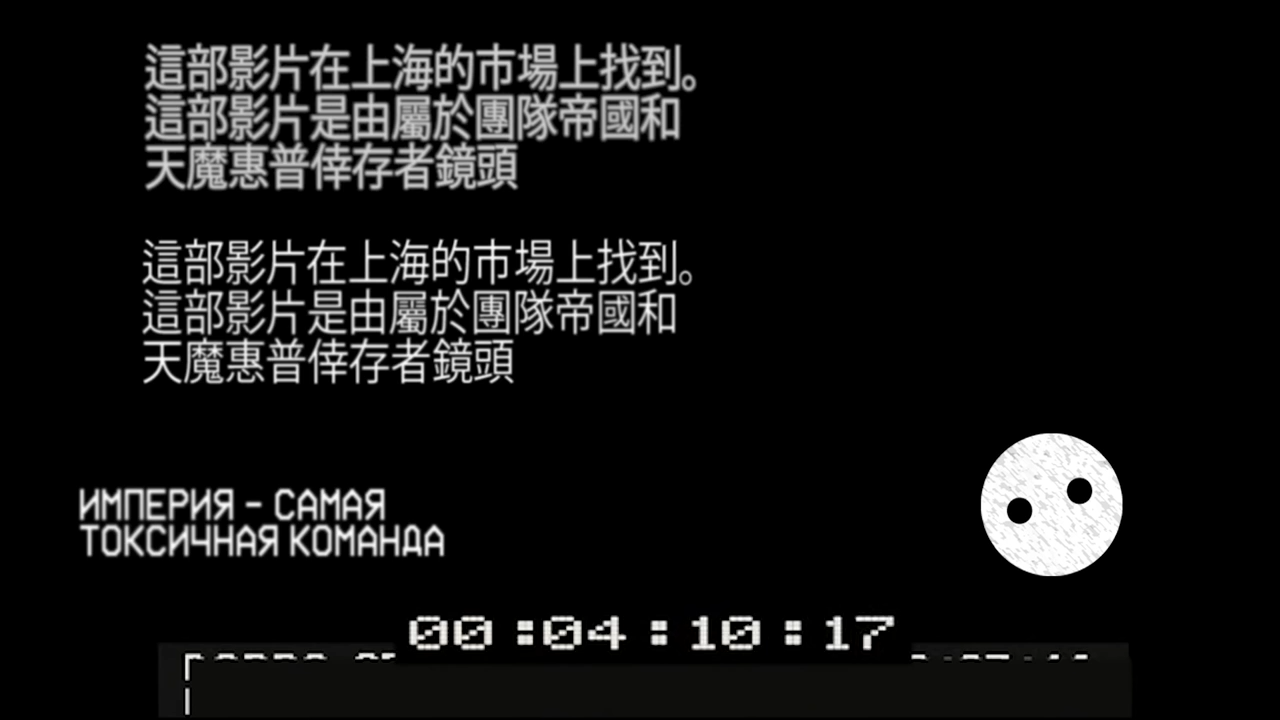 這部影片在上海的市場上找到。
這部影片是由屬於團隊帝國和
天魔惠普倖存者鏡頭
這部影片在上海的市場上找到。
這部影片是由屬於團隊帝國和
天魔惠普倖存者鏡頭
ИМПЕРИЯ - САМАЯ
ТОКСИЧНАЯ КОМАНДА
00:04:10:17